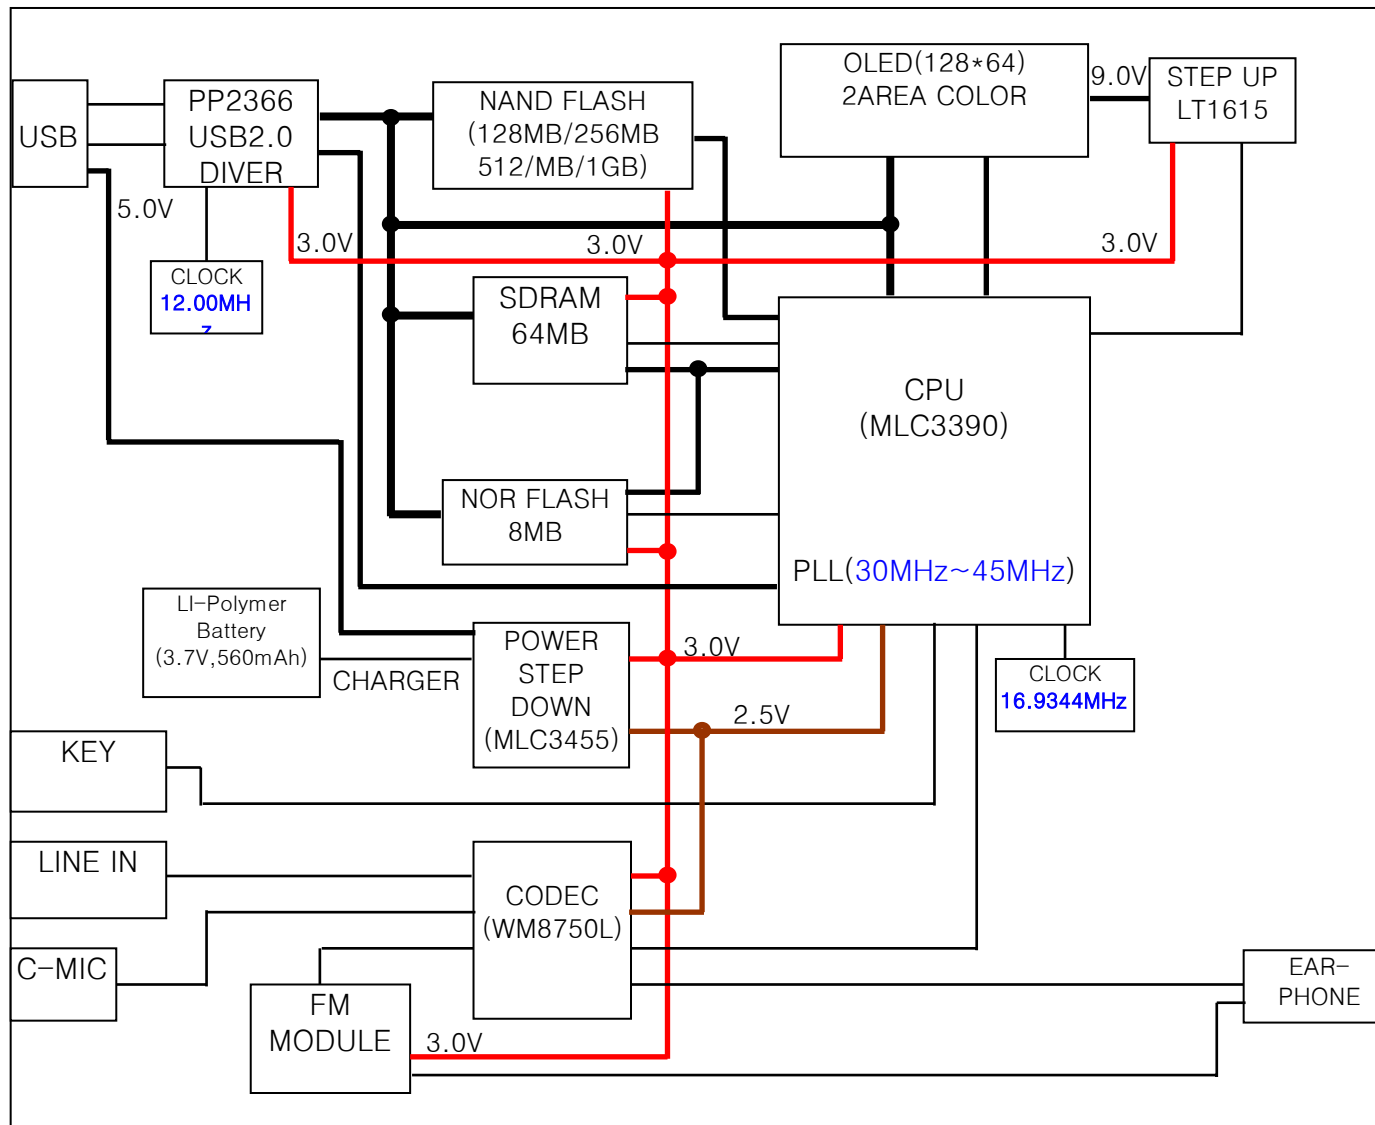 OLED(128*64)
2AREA COLOR
9.0V
STEP UP
LT1615
USB
PP2366
USB2.0
DIVER
NAND FLASH
(128MB/256MB
512/MB/1GB)
5.0V
3.0V
3.0V
3.0V
CLOCK
12.00MH
z
SDRAM
64MB
CPU
(MLC3390)
NOR FLASH
8MB
PLL(30MHz~45MHz)
LI-Polymer
Battery
(3.7V,560mAh)
CHARGER
POWER
STEP
DOWN
(MLC3455)
3.0V
2.5V
CLOCK
16.9344MHz
KEY
LINE IN
CODEC
(WM8750L)
C-MIC
FM
MODULE
3.0V
EAR-
PHONE